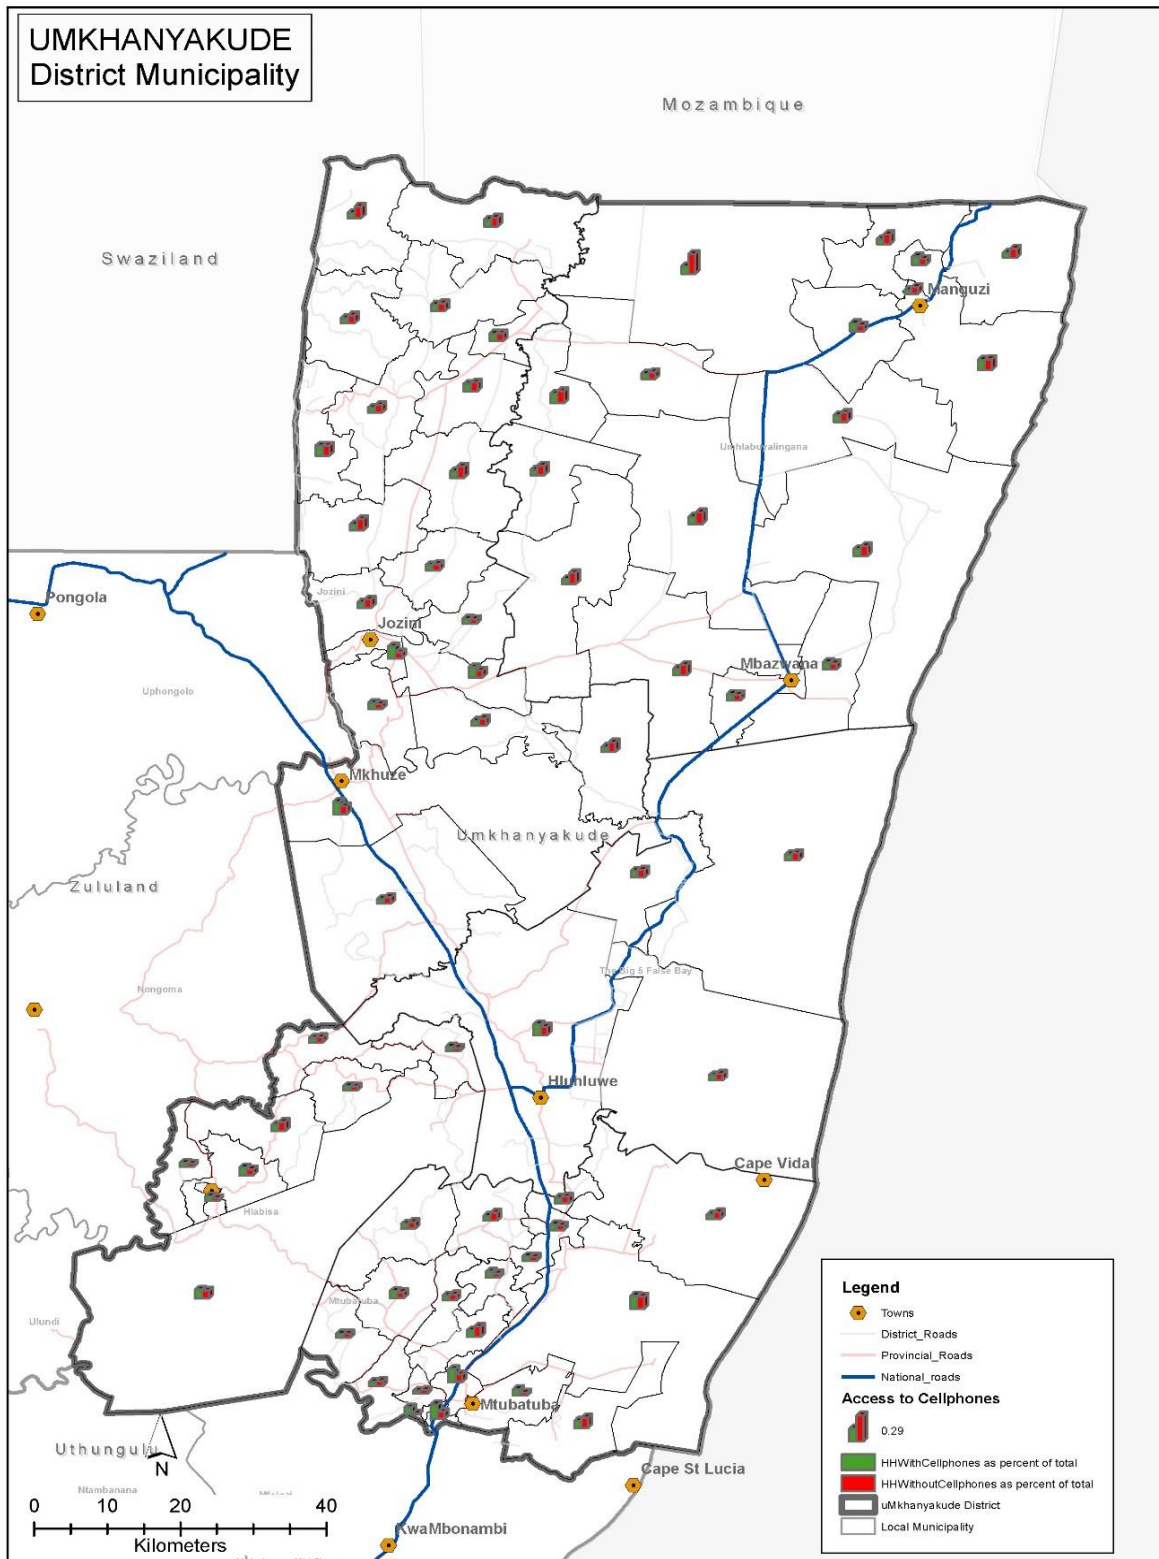 UMKHANYAKUDE
District Municipality
Mozambique
Swaziland
Manguzi
Umhlabuyalingana
Pongola
Jozini
Jozini
Mbazwana
Uphongolo
Mkhuze
Umkhanyakude
Zululand
The Big 5 False Bay
Nongoma
Hluhluwe
Cape Vidal
Hlabisa
Mtubatuba
Ulundi
Mtubatuba
Uthungulu
Cape St Lucia
Ntambanana
KwaMbonambi
N
0 10 20 40
Kilometers
Legend
Towns
District_Roads
Provincial_Roads
National_roads
Access to Cellphones
0.29
HHWithCellphones as percent of total
HHWithoutCellphones as percent of total
uMkhanyakude District
Local Municipality